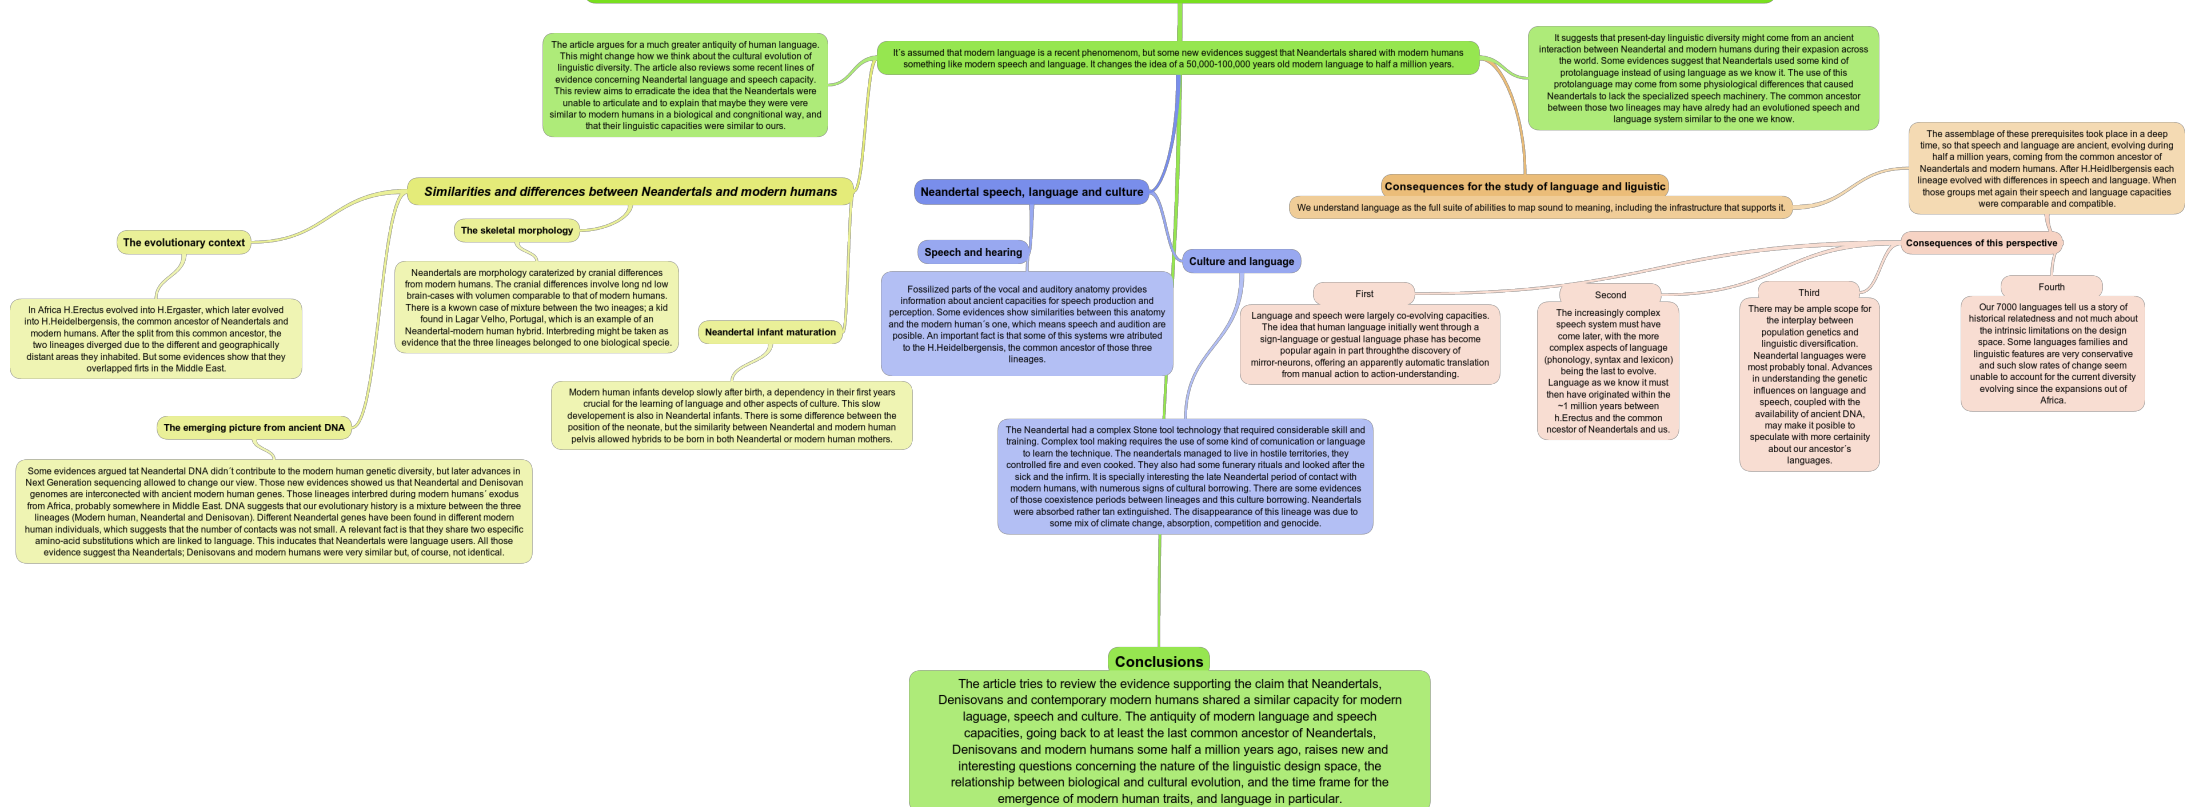 It`s assumed that modern language is a recent phenomenom, but some new evidences suggest that Neandertals shared with modern humans
something like modern speech and language. It changes the idea of a 50,000-100,000 years old modern language to half a million years.
The article argues for a much greater antiquity of human language.
This might change how we think about the cultural evolution of
linguistic diversity. The article also reviews some recent lines of
evidence concerning Neandertal language and speech capacity.
This review aims to erradicate the idea that the Neandertals were
unable to articulate and to explain that maybe they were vere
similar to modern humans in a biological and congnitional way, and
that their linguistic capacities were similar to ours.
It suggests that present-day linguistic diversity might come from an ancient
interaction between Neandertal and modern humans during their expasion across
the world. Some evidences suggest that Neandertals used some kind of
protolanguage instead of using language as we know it. The use of this
protolanguage may come from some physiological differences that caused
Neandertals to lack the specialized speech machinery. The common ancestor
between those two lineages may have alredy had an evolutioned speech and
language system similar to the one we know.
Similarities and differences between Neandertals and modern humans
The evolutionary context
In Africa H.Erectus evolved into H.Ergaster, which later evolved
into H.Heidelbergensis, the common ancestor of Neandertals and
modern humans. After the split from this common ancestor, the
two lineages diverged due to the different and geographically
distant areas they inhabited. But some evidences show that they
overlapped firts in the Middle East.
The skeletal morphology
Neandertals are morphology caraterized by cranial differences
from modern humans. The cranial differences involve long nd low
brain-cases with volumen comparable to that of modern humans.
There is a kwown case of mixture between the two ineages; a kid
found in Lagar Velho, Portugal, which is an example of an
Neandertal-modern human hybrid. Interbreding might be taken as
evidence that the three lineages belonged to one biological specie.
Neandertal infant maturation
Modern human infants develop slowly after birth, a dependency in their first years
crucial for the learning of language and other aspects of culture. This slow
developement is also in Neandertal infants. There is some difference between the
position of the neonate, but the similarity between Neandertal and modern human
pelvis allowed hybrids to be born in both Neandertal or modern human mothers.
The emerging picture from ancient DNA
Some evidences argued tat Neandertal DNA didn´t contribute to the modern human genetic diversity, but later advances in
Next Generation sequencing allowed to change our view. Those new evidences showed us that Neandertal and Denisovan
genomes are interconected with ancient modern human genes. Those lineages interbred during modern humans´ exodus
from Africa, probably somewhere in Middle East. DNA suggests that our evolutionary history is a mixture between the three
lineages (Modern human, Neandertal and Denisovan). Different Neandertal genes have been found in different modern
human individuals, which suggests that the number of contacts was not small. A relevant fact is that they share two especific
amino-acid substitutions which are linked to language. This inducates that Neandertals were language users. All those
evidence suggest tha Neandertals; Denisovans and modern humans were very similar but, of course, not identical.
Neandertal speech, language and culture
Speech and hearing
Fossilized parts of the vocal and auditory anatomy provides
information about ancient capacities for speech production and
perception. Some evidences show similarities between this anatomy
and the modern human´s one, which means speech and audition are
posible. An important fact is that some of this systems wre atributed
to the H.Heidelbergensis, the common ancestor of those three
lineages.
Culture and language
The Neandertal had a complex Stone tool technology that required considerable skill and
training. Complex tool making requires the use of some kind of comunication or language
to learn the technique. The neandertals managed to live in hostile territories, they
controlled fire and even cooked. They also had some funerary rituals and looked after the
sick and the infirm. It is specially interesting the late Neandertal period of contact with
modern humans, with numerous signs of cultural borrowing. There are some evidences
of those coexistence periods between lineages and this culture borrowing. Neandertals
were absorbed rather tan extinguished. The disappearance of this lineage was due to
some mix of climate change, absorption, competition and genocide.
Consequences for the study of language and liguistic
We understand language as the full suite of abilities to map sound to meaning, including the infrastructure that supports it.
The assemblage of these prerequisites took place in a deep
time, so that speech and language are ancient, evolving during
half a million years, coming from the common ancestor of
Neandertals and modern humans. After H.Heidlbergensis each
lineage evolved with differences in speech and language. When
those groups met again their speech and language capacities
were comparable and compatible.
Consequences of this perspective
First
Language and speech were largely co-evolving capacities.
The idea that human language initially went through a
sign-language or gestual language phase has become
popular again in part throughthe discovery of
mirror-neurons, offering an apparently automatic translation
from manual action to action-understanding.
Second
The increasingly complex
speech system must have
come later, with the more
complex aspects of language
(phonology, syntax and lexicon)
being the last to evolve.
Language as we know it must
then have originated within the
~1 million years between
h.Erectus and the common
ncestor of Neandertals and us.
Third
There may be ample scope for
the interplay between
population genetics and
linguistic diversification.
Neandertal languages were
most probably tonal. Advances
in understanding the genetic
influences on language and
speech, coupled with the
availability of ancient DNA,
may make it posible to
speculate with more certainity
about our ancestor´s
languages.
Fourth
Our 7000 languages tell us a story of
historical relatedness and not much about
the intrinsic limitations on the design
space. Some languages families and
linguistic features are very conservative
and such slow rates of change seem
unable to account for the current diversity
evolving since the expansions out of
Africa.
Conclusions
The article tries to review the evidence supporting the claim that Neandertals,
Denisovans and contemporary modern humans shared a similar capacity for modern
laguage, speech and culture. The antiquity of modern language and speech
capacities, going back to at least the last common ancestor of Neandertals,
Denisovans and modern humans some half a million years ago, raises new and
interesting questions concerning the nature of the linguistic design space, the
relationship between biological and cultural evolution, and the time frame for the
emergence of modern human traits, and language in particular.